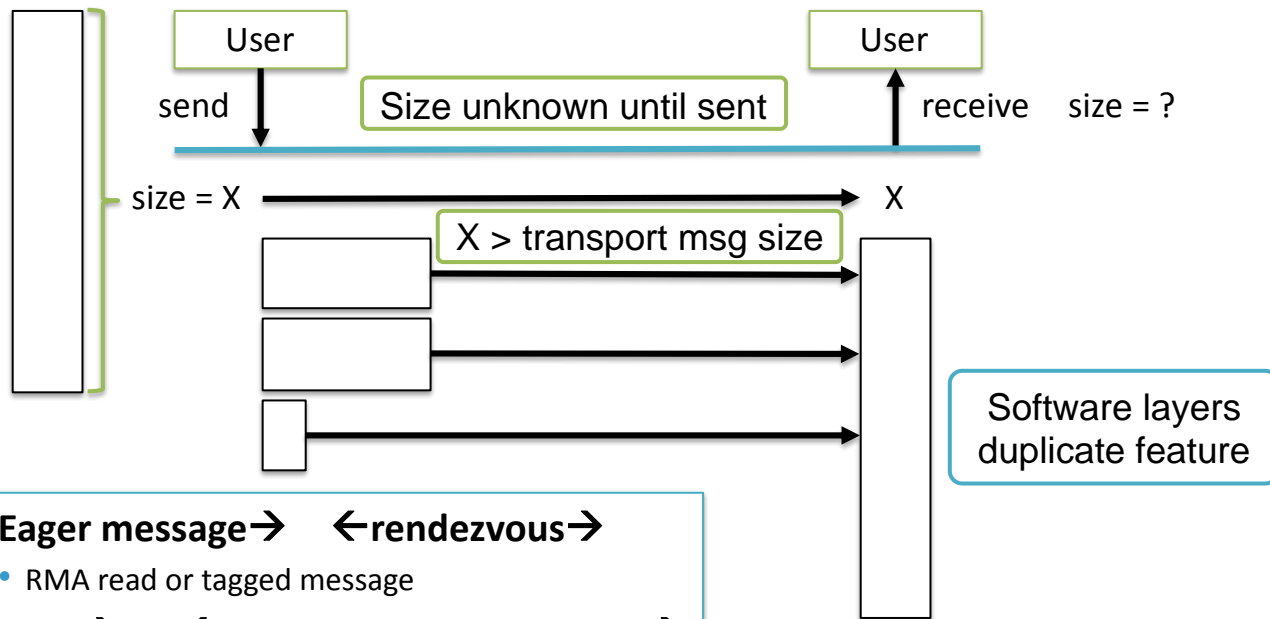 User
User
send
Size unknown until sent
receive
size = ?
size = X
X
X > transport msg size
Software layers
duplicate feature
Eager message→ ←rendezvous→
• RMA read or tagged message